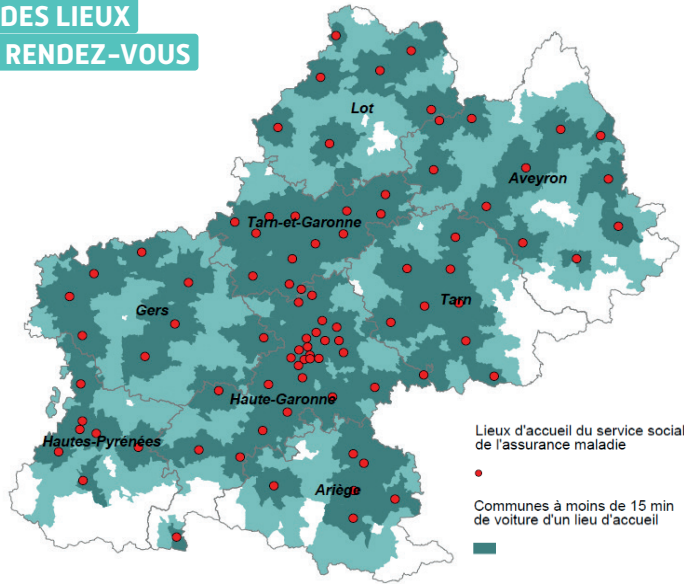 DES LIEUX
RENDEZ-VOUS
Lot
Aveyron
Tarn-et-Garonne
Gers
Tarn
Haute-Garonne
Hautes-Pyrénées
Ariège
Lieux d'accueil du service social
de l'assurance maladie
Communes à moins de 15 min
de voiture d'un lieu d'accueil